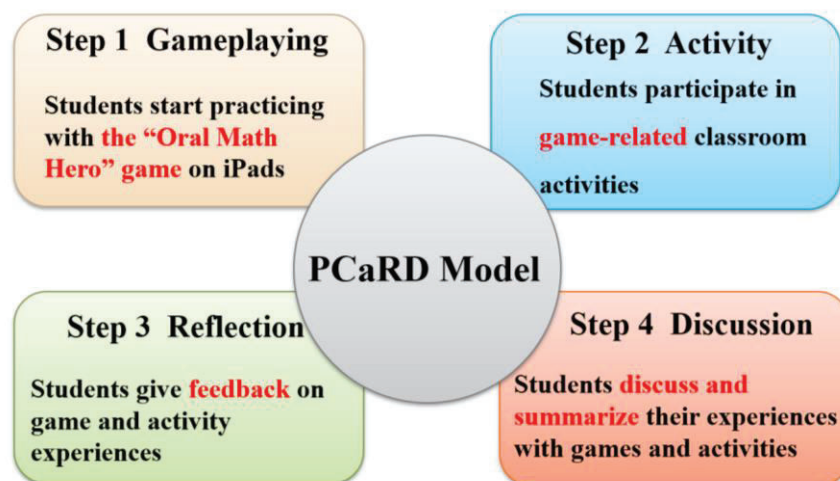 Step 1 Gameplaying
Students start practicing
with the “Oral Math
Hero” game on iPads
Step 2 Activity
Students participate in
game-related classroom
activities
PCaRD Model
Step 3 Reflection
Students give feedback on
game and activity
experiences
Step 4 Discussion
Students discuss and
summarize their experiences
with games and activities